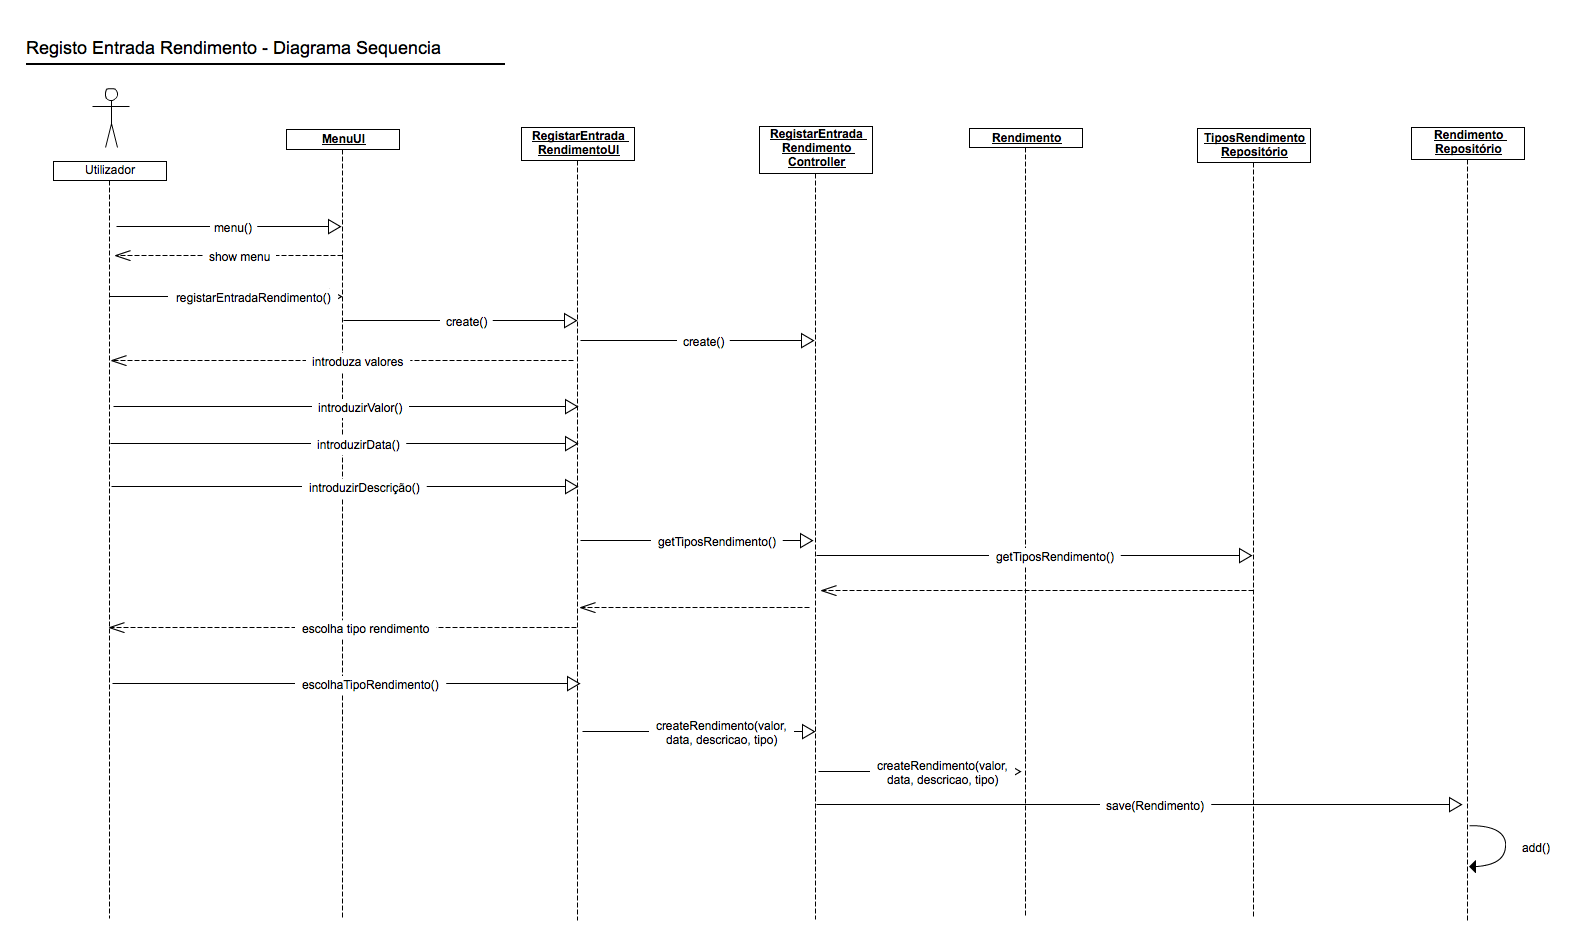 Registo Entrada Rendimento - Diagrama Sequencia
Utilizador
MenuUI
RegistarEntrada
RendimentoUI
RegistarEntrada
Rendimento
Controller
Rendimento
TiposRendimento
Repositório
Rendimento
Repositório
menu()
show menu
registarEntradaRendimento()
create()
create()
introduza valores
introduzirValor()
introduzirData()
introduzirDescrição()
getTiposRendimento()
getTiposRendimento()
escolha tipo rendimento
escolhaTipoRendimento()
createRendimento(valor,
data, descricao, tipo)
createRendimento(valor,
data, descricao, tipo)
save(Rendimento)
add()